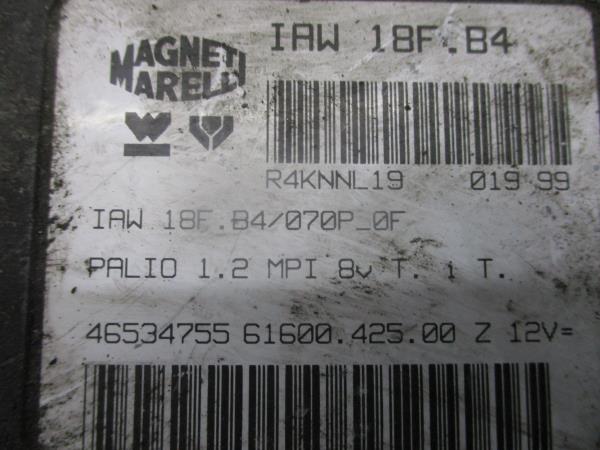 IAW 18F.B4
MAGNETI
MARELLI
R4KNNL19 019 99
IAW 18F.B4/070P_0F
PALIO 1.2 MPI 8v T. i T.
46534755 61600.425.00 Z 12V=